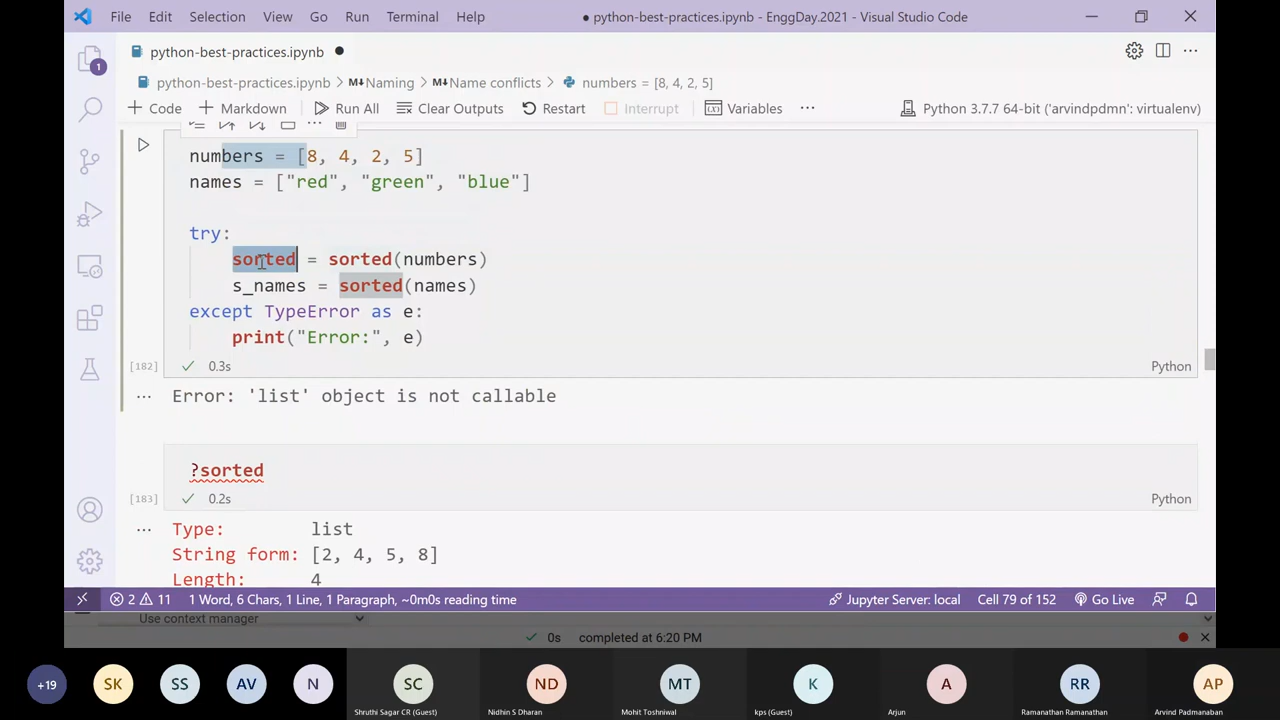 File Edit Selection View Go Run Terminal Help ● python-best-practices.ipynb - EnggDay.2021 - Visual Studio Code
python-best-practices.ipynb ●
python-best-practices.ipynb > M↓Naming > M↓Name conflicts > numbers = [8, 4, 2, 5]
+ Code + Markdown Run All Clear Outputs Restart Interrupt Variables ··· Python 3.7.7 64-bit ('arvindpdmn': virtualenv)
numbers = [8, 4, 2, 5]
names = ["red", "green", "blue"]
try:
sorted = sorted(numbers)
s_names = sorted(names)
except TypeError as e:
print("Error:", e)
[182] ✓ 0.3s Python
··· Error: 'list' object is not callable
?sorted
[183] ✓ 0.2s Python
··· Type: list
String form: [2, 4, 5, 8]
Length: 4
2 11 1 Word, 6 Chars, 1 Line, 1 Paragraph, ~0m0s reading time Jupyter Server: local Cell 79 of 152 Go Live
Use context manager
✓ 0s completed at 6:20 PM
+19 SK SS AV N SC ND MT K A RR AP
Shruthi Sagar CR (Guest) Nidhin S Dharan Mohit Toshniwal kps (Guest) Arjun Ramanathan Ramanathan Arvind Padmanaban
1